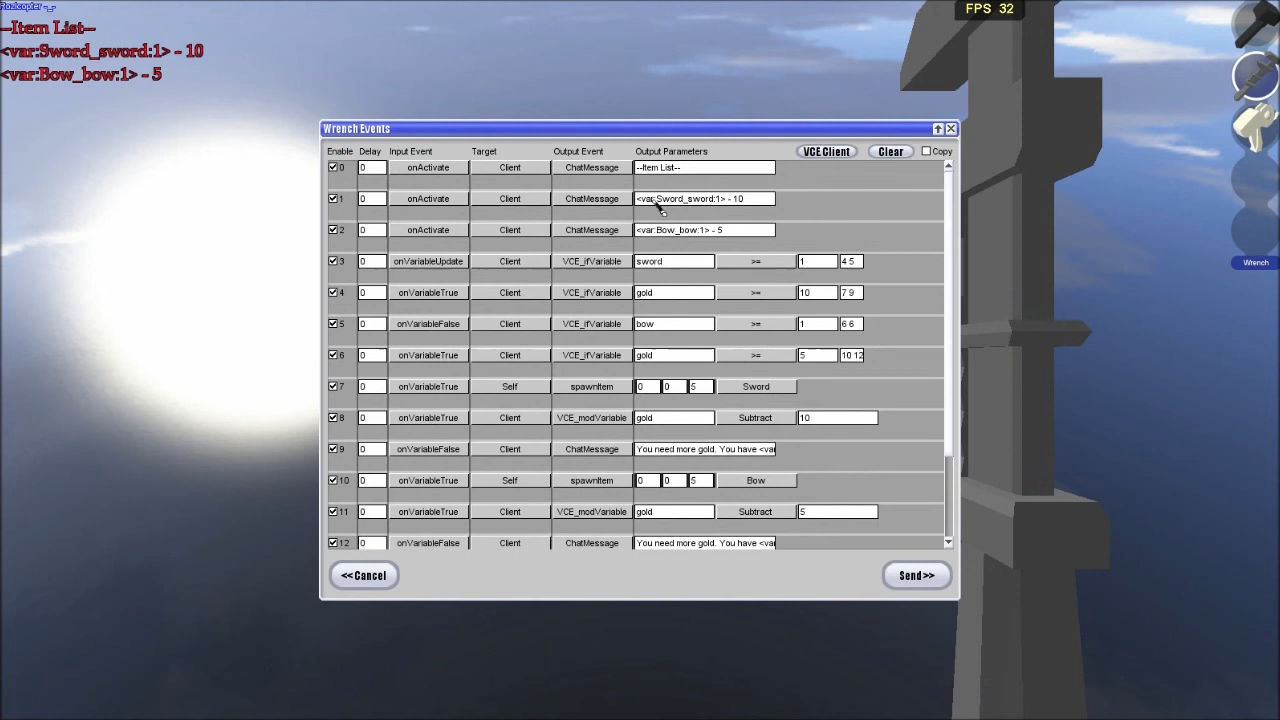 Rozicopter -_-
FPS 32
--Item List--
<var:Sword_sword:1> - 10
<var:Bow_bow:1> - 5
Wrench Events
Enable Delay Input Event Target Output Event Output Parameters VCE Client Clear Copy
0 0 onActivate Client ChatMessage --Item List--
1 0 onActivate Client ChatMessage <var:Sword_sword:1> - 10
2 0 onActivate Client ChatMessage <var:Bow_bow:1> - 5
3 0 onVariableUpdate Client VCE_ifVariable sword >= 1 4 5
4 0 onVariableTrue Client VCE_ifVariable gold >= 10 7 9
5 0 onVariableFalse Client VCE_ifVariable bow >= 1 6 6
6 0 onVariableTrue Client VCE_ifVariable gold >= 5 10 12
7 0 onVariableTrue Self spawnItem 0 0 5 Sword
8 0 onVariableTrue Client VCE_modVariable gold Subtract 10
9 0 onVariableFalse Client ChatMessage You need more gold. You have <var
10 0 onVariableTrue Self spawnItem 0 0 5 Bow
11 0 onVariableTrue Client VCE_modVariable gold Subtract 5
12 0 onVariableFalse Client ChatMessage You need more gold. You have <var
<<Cancel
Send>>
Wrench